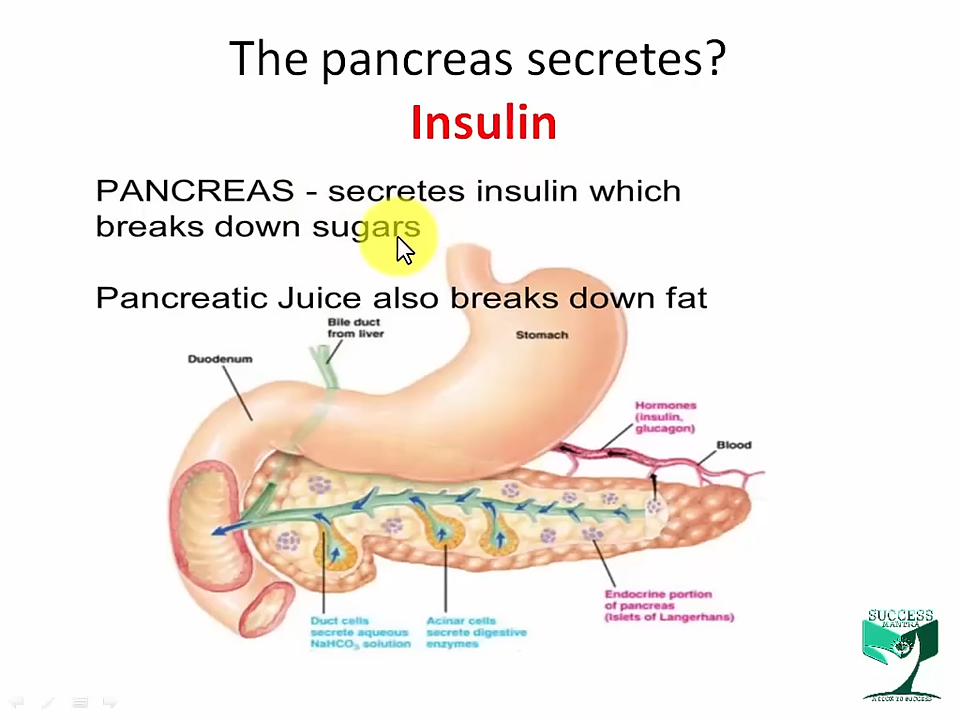 The pancreas secretes?
Insulin
PANCREAS - secretes insulin which
breaks down sugars
Pancreatic Juice also breaks down fat
Bile duct
from liver
Stomach
Duodenum
Hormones
(insulin,
glucagon)
Blood
Endocrine portion
of pancreas
(Islets of Langerhans)
Duct cells
secrete aqueous
NaHCO₃ solution
Acinar cells
secrete digestive
enzymes
SUCCESS
MANTRA